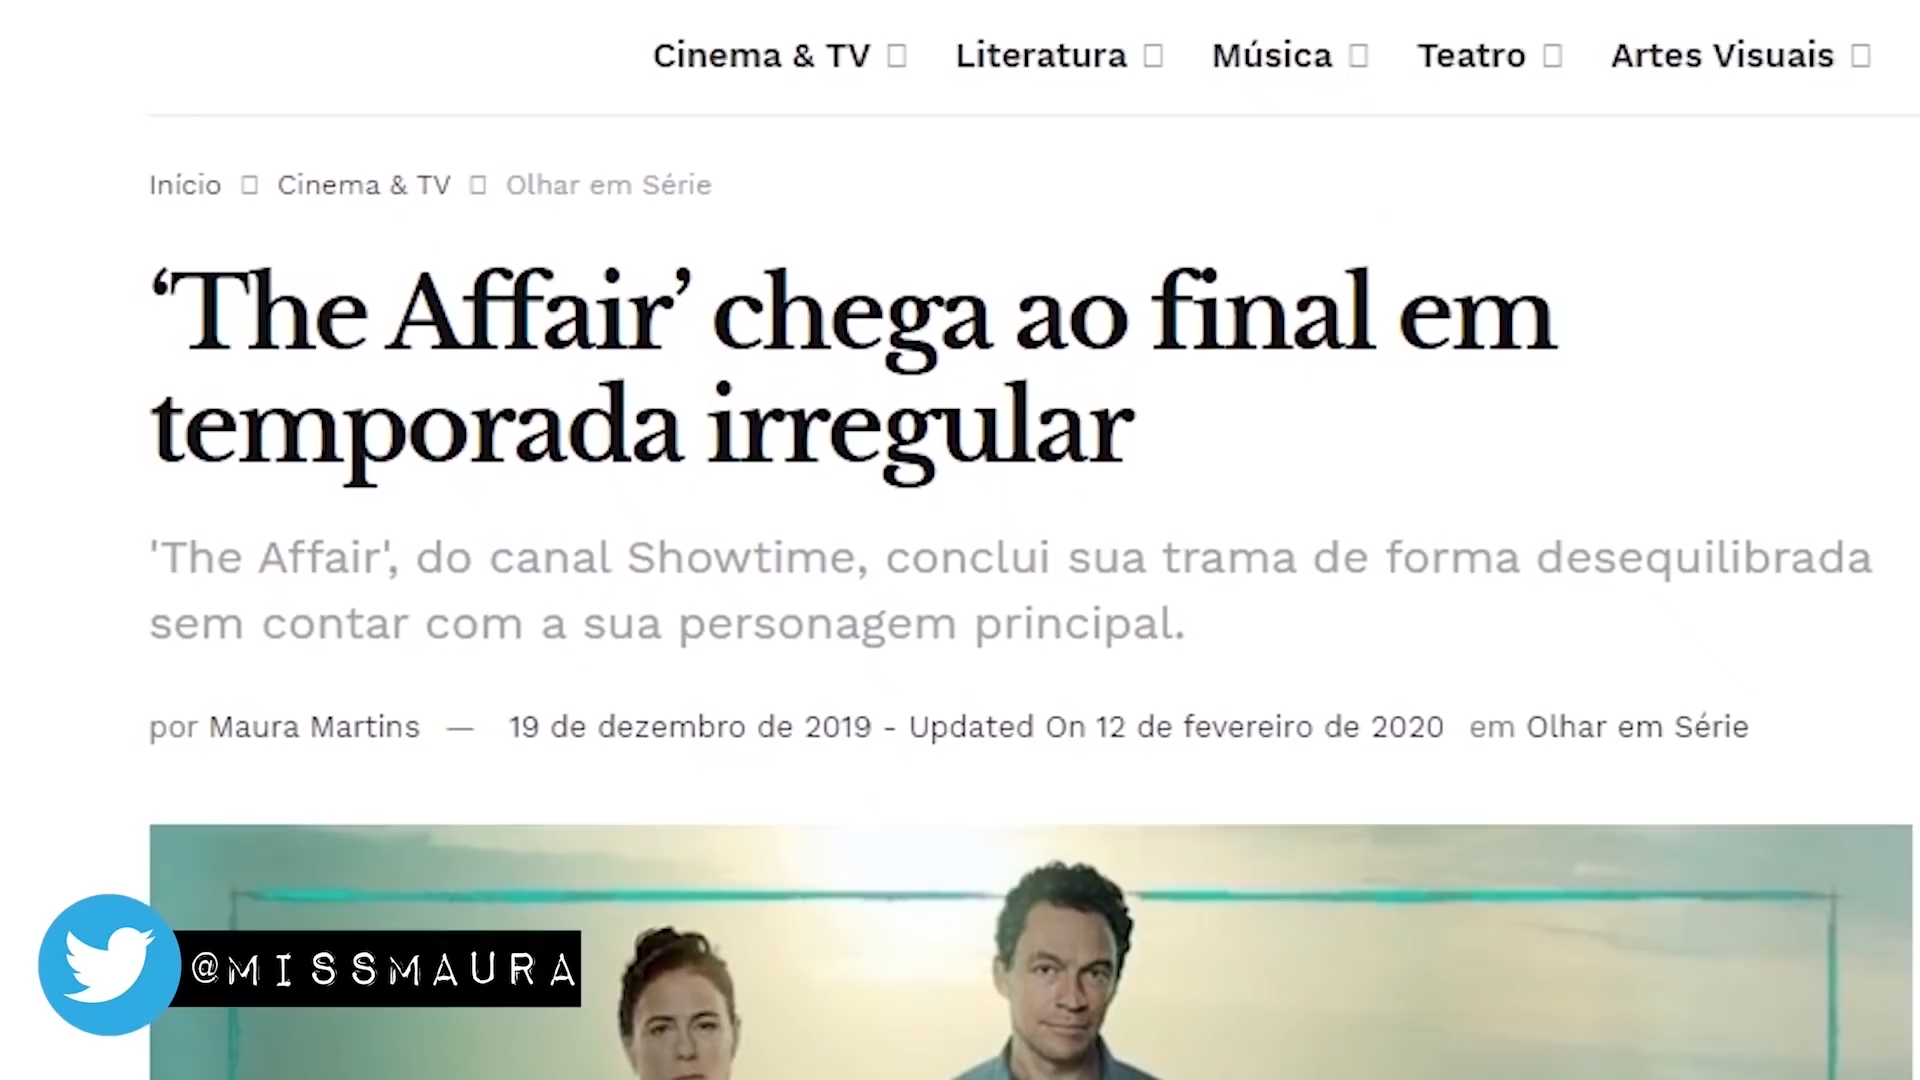 Cinema & TV Literatura Música Teatro Artes Visuais
Início Cinema & TV Olhar em Série
‘The Affair’ chega ao final em
temporada irregular
'The Affair', do canal Showtime, conclui sua trama de forma desequilibrada
sem contar com a sua personagem principal.
por Maura Martins — 19 de dezembro de 2019 - Updated On 12 de fevereiro de 2020 em Olhar em Série
@MISSMAURA